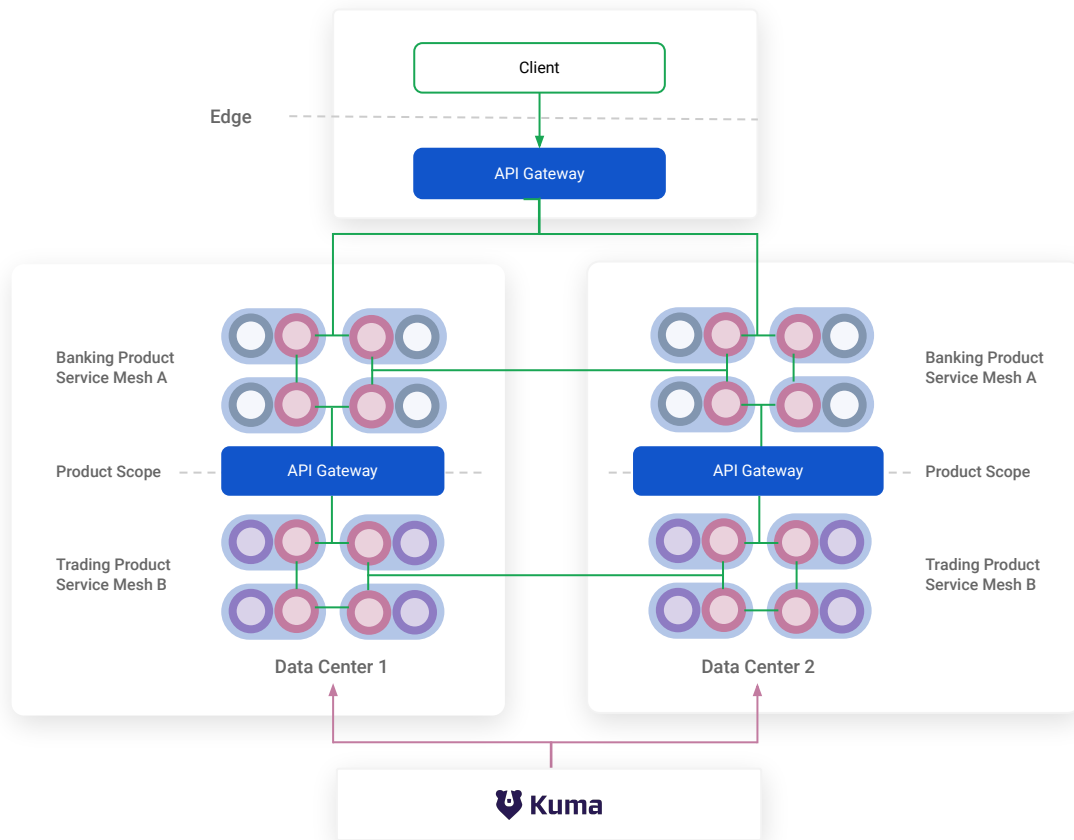 Client
Edge
API Gateway
Banking Product
Service Mesh A
Banking Product
Service Mesh A
Product Scope
API Gateway
API Gateway
Product Scope
Trading Product
Service Mesh B
Trading Product
Service Mesh B
Data Center 1
Data Center 2
Kuma